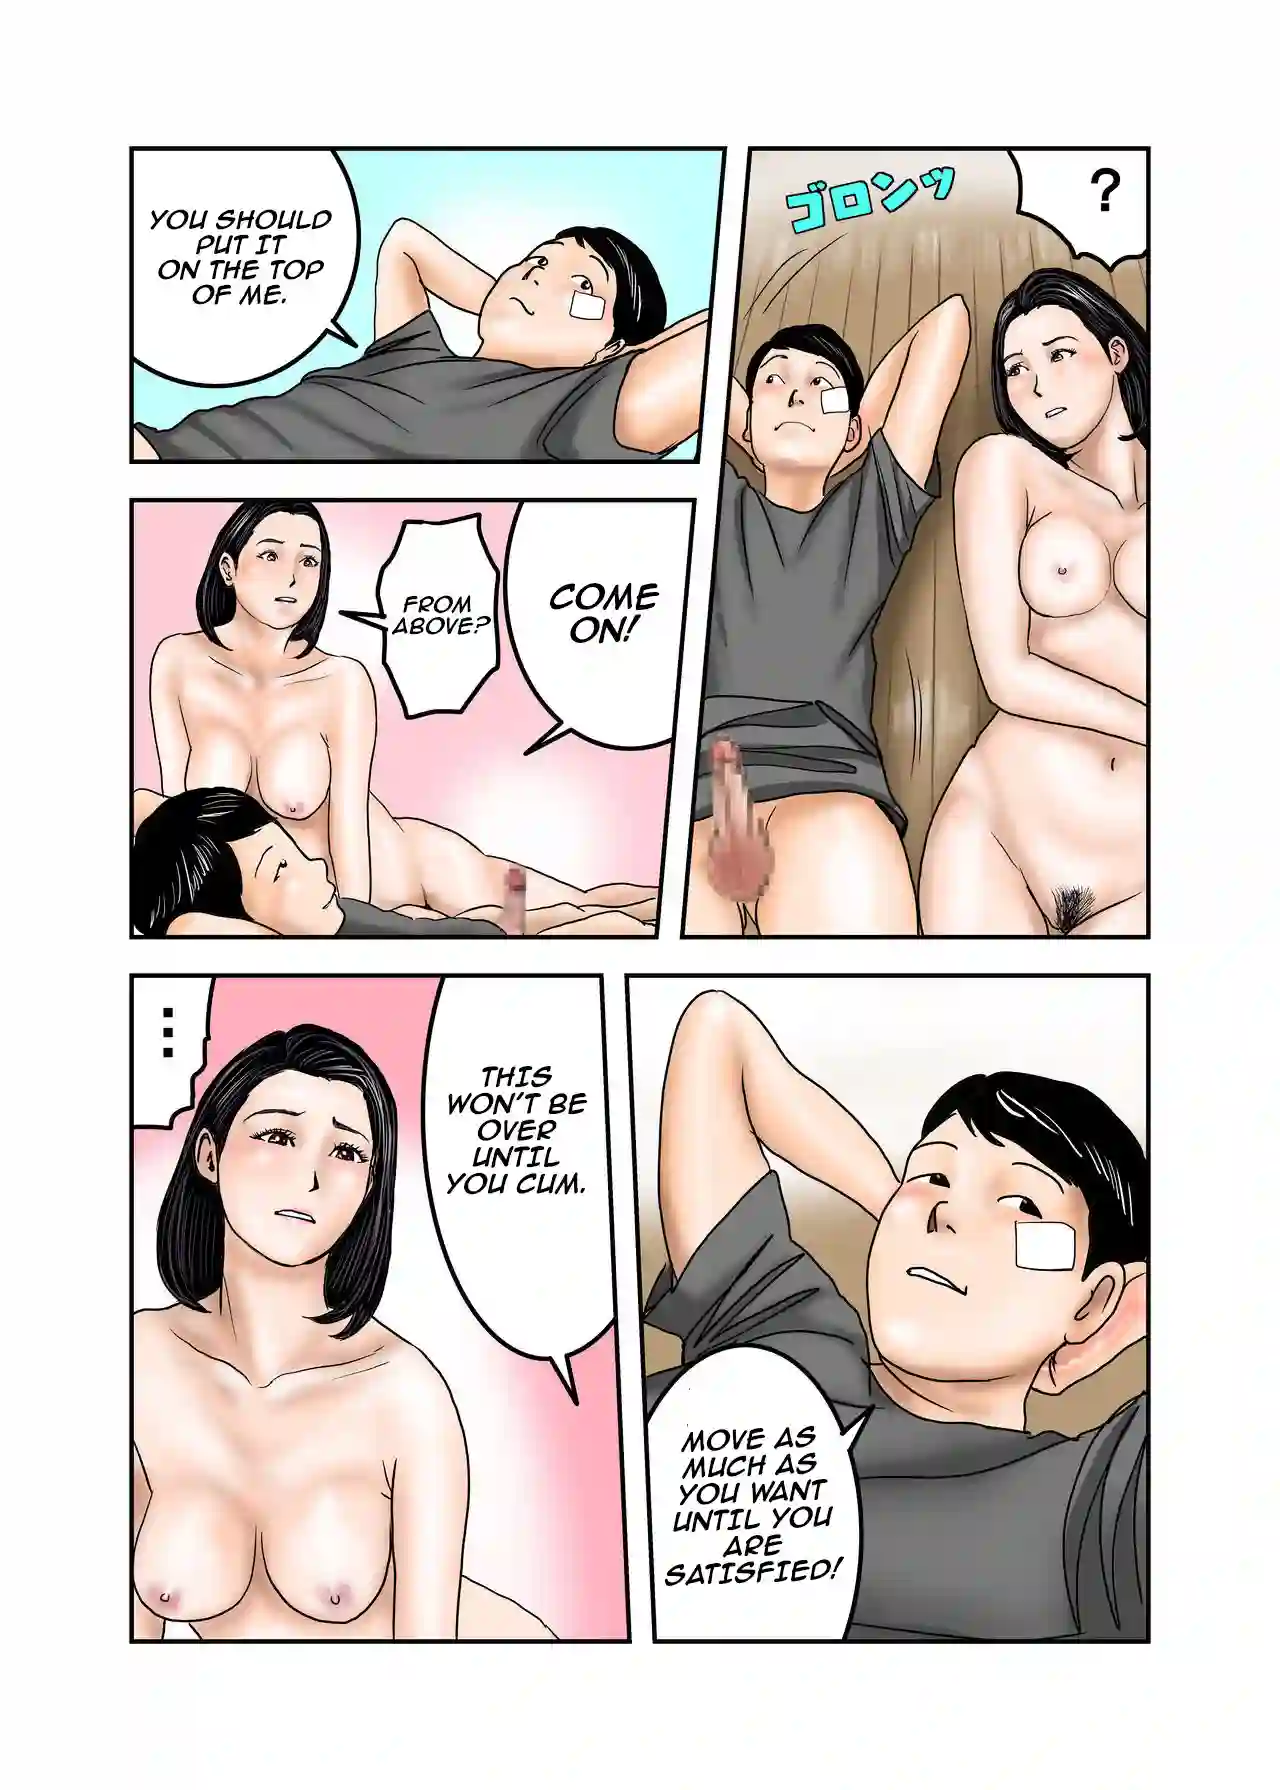 ?
ゴロンッ
YOU SHOULD
PUT IT
ON THE TOP
OF ME.
COME
ON!
FROM
ABOVE?
MOVE AS
MUCH AS
YOU WANT
UNTIL YOU
ARE
SATISFIED!
THIS
WON'T BE
OVER
UNTIL
YOU CUM.
...